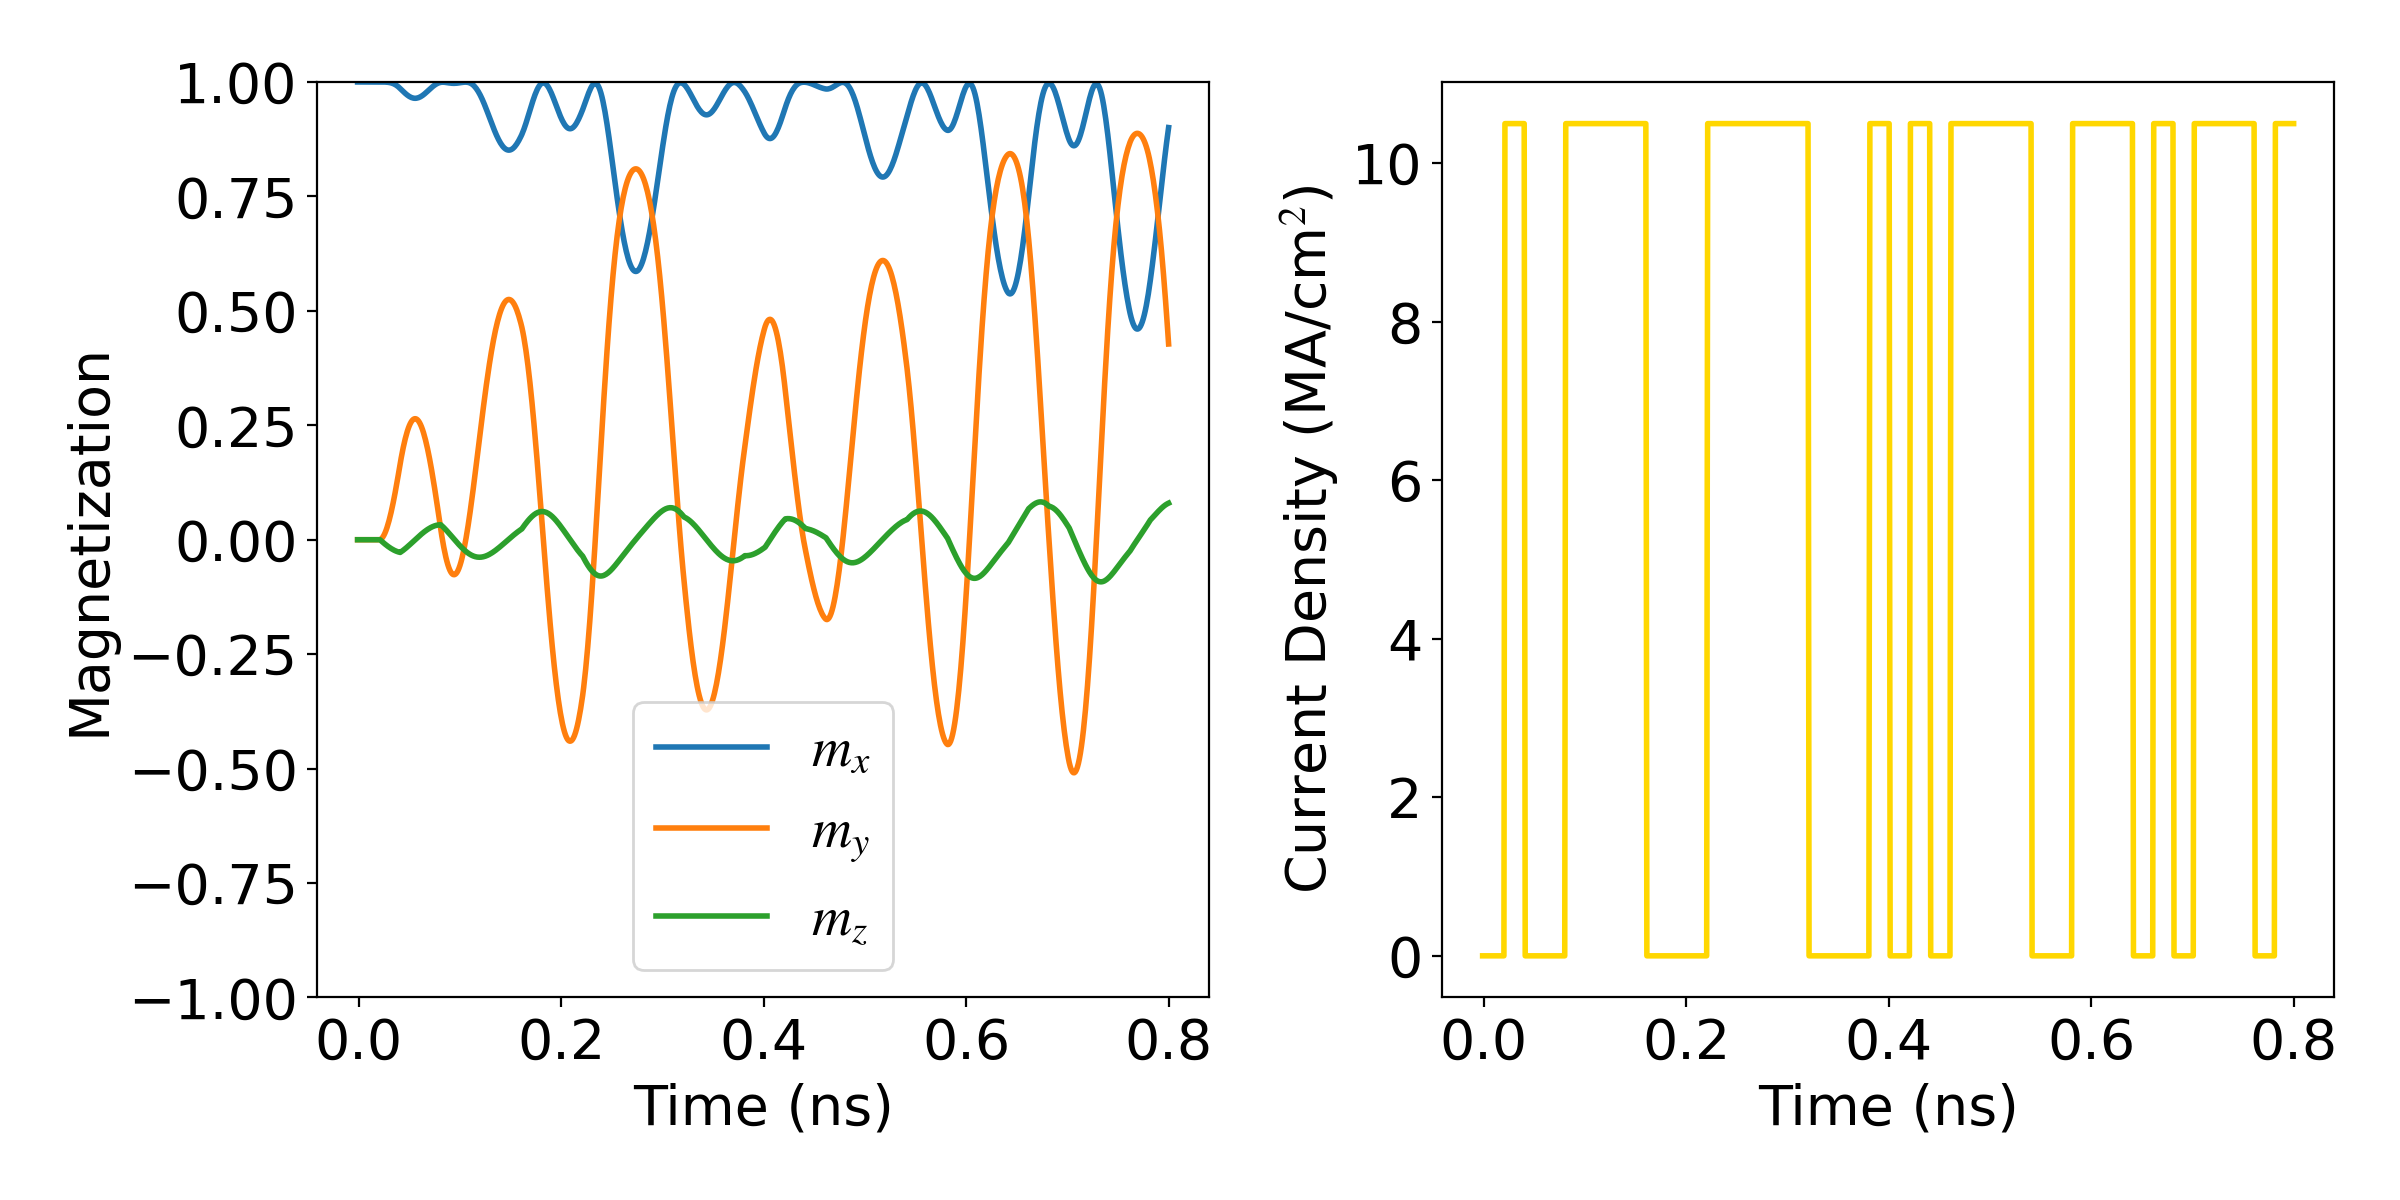 1.00
0.75
0.50
0.25
0.00
−0.25
−0.50
−0.75
−1.00
Magnetization
0.0 0.2 0.4 0.6 0.8
Time (ns)
m_x
m_y
m_z
10
8
6
4
2
0
Current Density (MA/cm²)
0.0 0.2 0.4 0.6 0.8
Time (ns)